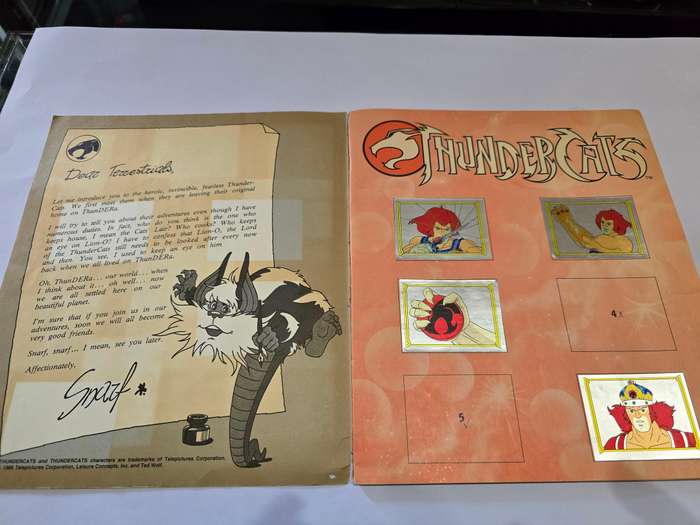 Dear Terrestrials,
Let me introduce you to the heroic, invincible, fearless Thunder-
Cats. We first meet them when they are leaving their original
home on ThunDERa.
I will try to tell you about their adventures even though I have
numerous duties. In fact, who do you think is the one who
keeps house, I mean the Cats' Lair? Who cooks? Who keeps
an eye on Lion-O? I have to confess that Lion-O, the Lord
of the ThunderCats still needs to be looked after every now
and then. You see, I used to keep an eye on him
back when we all lived on ThunDERa.
Oh, ThunDERa... our world... when
I think about it... oh well... now
we are all settled here on our
beautiful planet.
I'm sure that if you join us in our
adventures, soon we will all become
very good friends.
Snarf, snarf... I mean, see you later.
Affectionately,
Snarf
THUNDERCATS and THUNDERCATS characters are trademarks of Telepictures Corporation.
Telepictures Corporation, Leisure Concepts, Inc. and Ted Wolf.
THUNDERCATS
TM
4
5